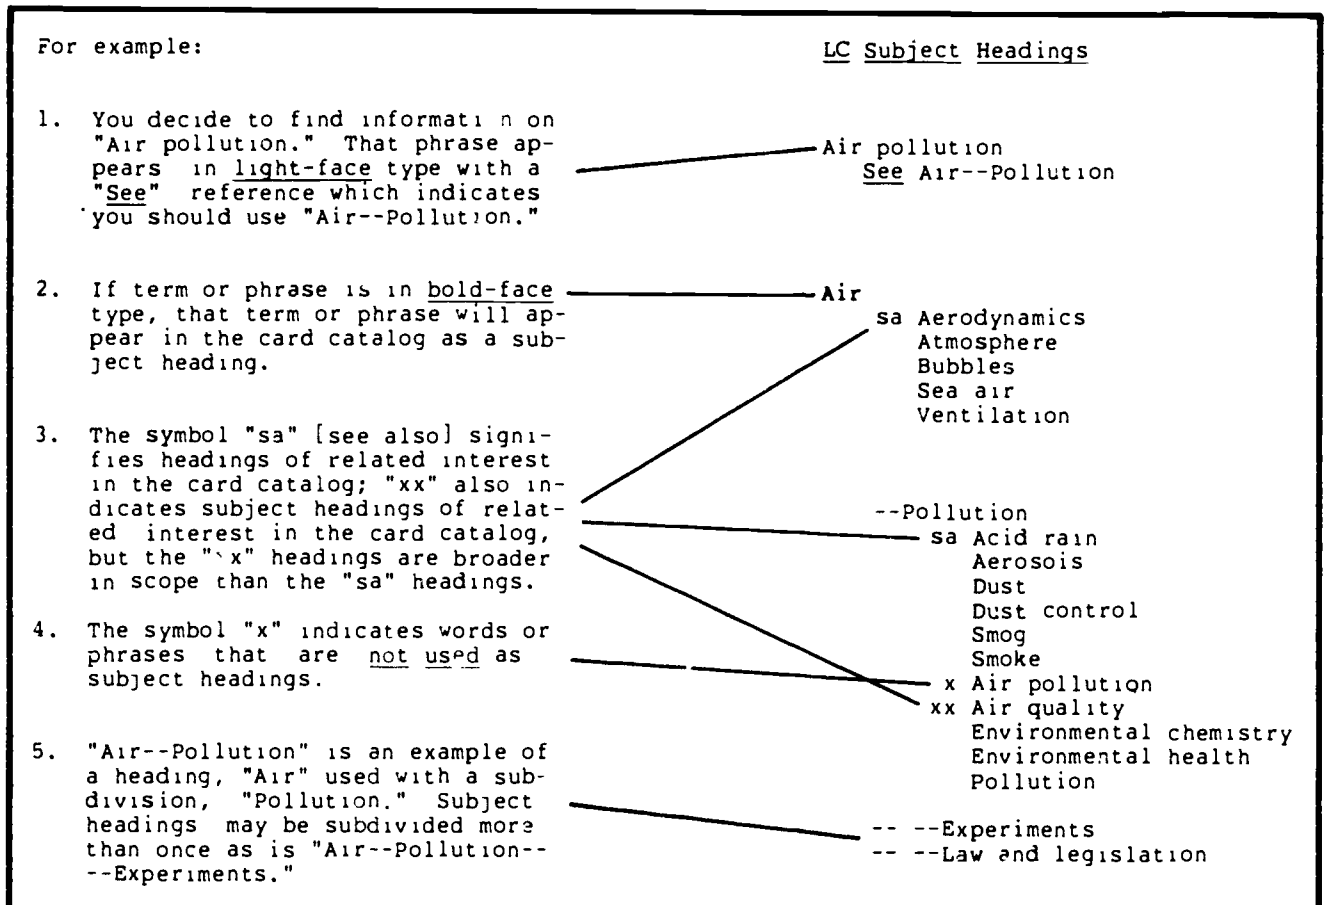 For example:
LC Subject Headings
1. You decide to find informati n on
"Air pollution." That phrase ap-
pears in light-face type with a
"See" reference which indicates
you should use "Air--Pollution."
Air pollution
See Air--Pollution
2. If term or phrase is in bold-face
type, that term or phrase will ap-
pear in the card catalog as a sub-
ject heading.
Air
sa Aerodynamics
Atmosphere
Bubbles
Sea air
Ventilation
3. The symbol "sa" [see also] signi-
fies headings of related interest
in the card catalog; "xx" also in-
dicates subject headings of relat-
ed interest in the card catalog,
but the "x" headings are broader
in scope than the "sa" headings.
--Pollution
sa Acid rain
Aerosols
Dust
Dust control
Smog
Smoke
x Air pollution
xx Air quality
Environmental chemistry
Environmental health
Pollution
4. The symbol "x" indicates words or
phrases that are not used as
subject headings.
5. "Air--Pollution" is an example of
a heading, "Air" used with a sub-
division, "Pollution." Subject
headings may be subdivided more
than once as is "Air--Pollution--
--Experiments."
-- --Experiments
-- --Law and legislation